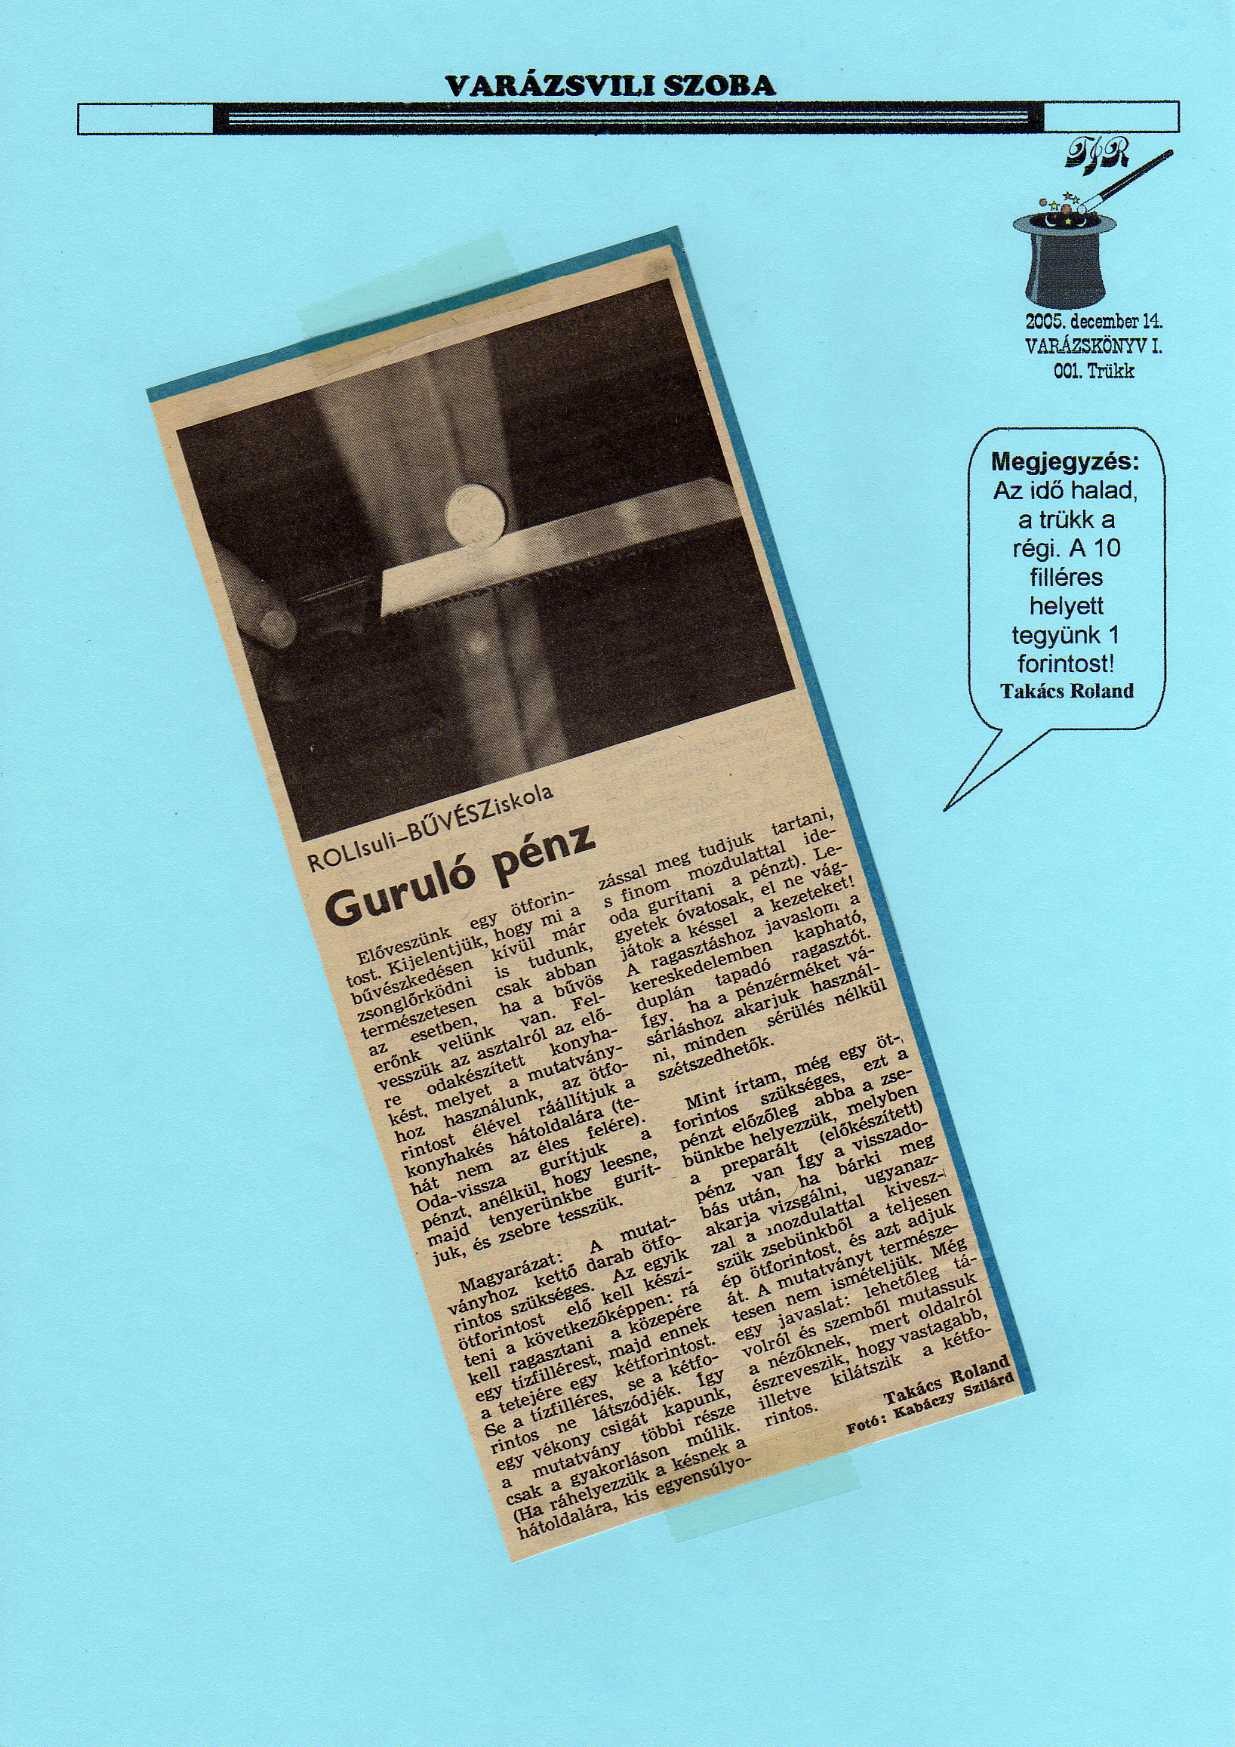 VARÁZSVILI SZOBA
TJR
2005. december 14.
VARÁZSKÖNYV I.
001. Trükk
Megjegyzés:
Az idő halad,
a trükk a
régi. A 10
filléres
helyett
tegyünk 1
forintost!
Takács Roland
ROLIsuli–BŰVÉSZiskola
Guruló pénz
Előveszünk egy ötforin-
tost. Kijelentjük, hogy mi a
bűvészkedésen kívül már
zsonglőrködni is tudunk,
természetesen csak abban
az esetben, ha a bűvös
erőnk velünk van. Fel-
vesszük az asztalról az elő-
re odakészített konyha-
kést, melyet a mutatvány-
hoz használunk, az ötfo-
rintost élével ráállítjuk a
konyhakés hátoldalára (te-
hát nem az éles felére).
Oda-vissza gurítjuk a
pénzt, anélkül, hogy leesne,
majd tenyerünkbe gurít-
juk, és zsebre tesszük.
Magyarázat: A mutat-
ványhoz kettő darab ötfo-
rintos szükséges. Az egyik
ötforintost elő kell készí-
teni a következőképpen: rá
kell ragasztani a közepére
egy tízfillérest, majd ennek
a tetejére egy kétforintost.
Se a tízfilléres, se a kétfo-
rintos ne látszódjék. Így
egy vékony csigát kapunk,
a mutatvány többi része
csak a gyakorláson múlik.
(Ha ráhelyezzük a késnek a
hátoldalára, kis egyensúlyo-
zással meg tudjuk tartani,
s finom mozdulattal ide-
oda gurítani a pénzt). Le-
gyetek óvatosak, el ne vág-
játok a késsel a kezeteket!
A ragasztáshoz javaslom a
kereskedelemben kapható,
duplán tapadó ragasztót.
Így, ha a pénzérméket vá-
sárláshoz akarjuk használ-
ni, minden sérülés nélkül
szétszedhetők.
Mint írtam, még egy öt-
forintos szükséges, ezt a
pénzt előzőleg abba a zse-
bünkbe helyezzük, melyben
a preparált (előkészített)
pénz van Így a visszado-
bás után, ha bárki meg
akarja vizsgálni, ugyanaz-
zal a mozdulattal kivesz-
szük zsebünkből a teljesen
ép ötforintost, és azt adjuk
át. A mutatványt természe-
tesen nem ismételjük. Még
egy javaslat: lehetőleg tá-
volról és szemből mutassuk
a nézőknek, mert oldalról
észreveszik, hogy vastagabb,
illetve kilátszik a kétfo-
rintos.
Takács Roland
Fotó: Kabáczy Szilárd